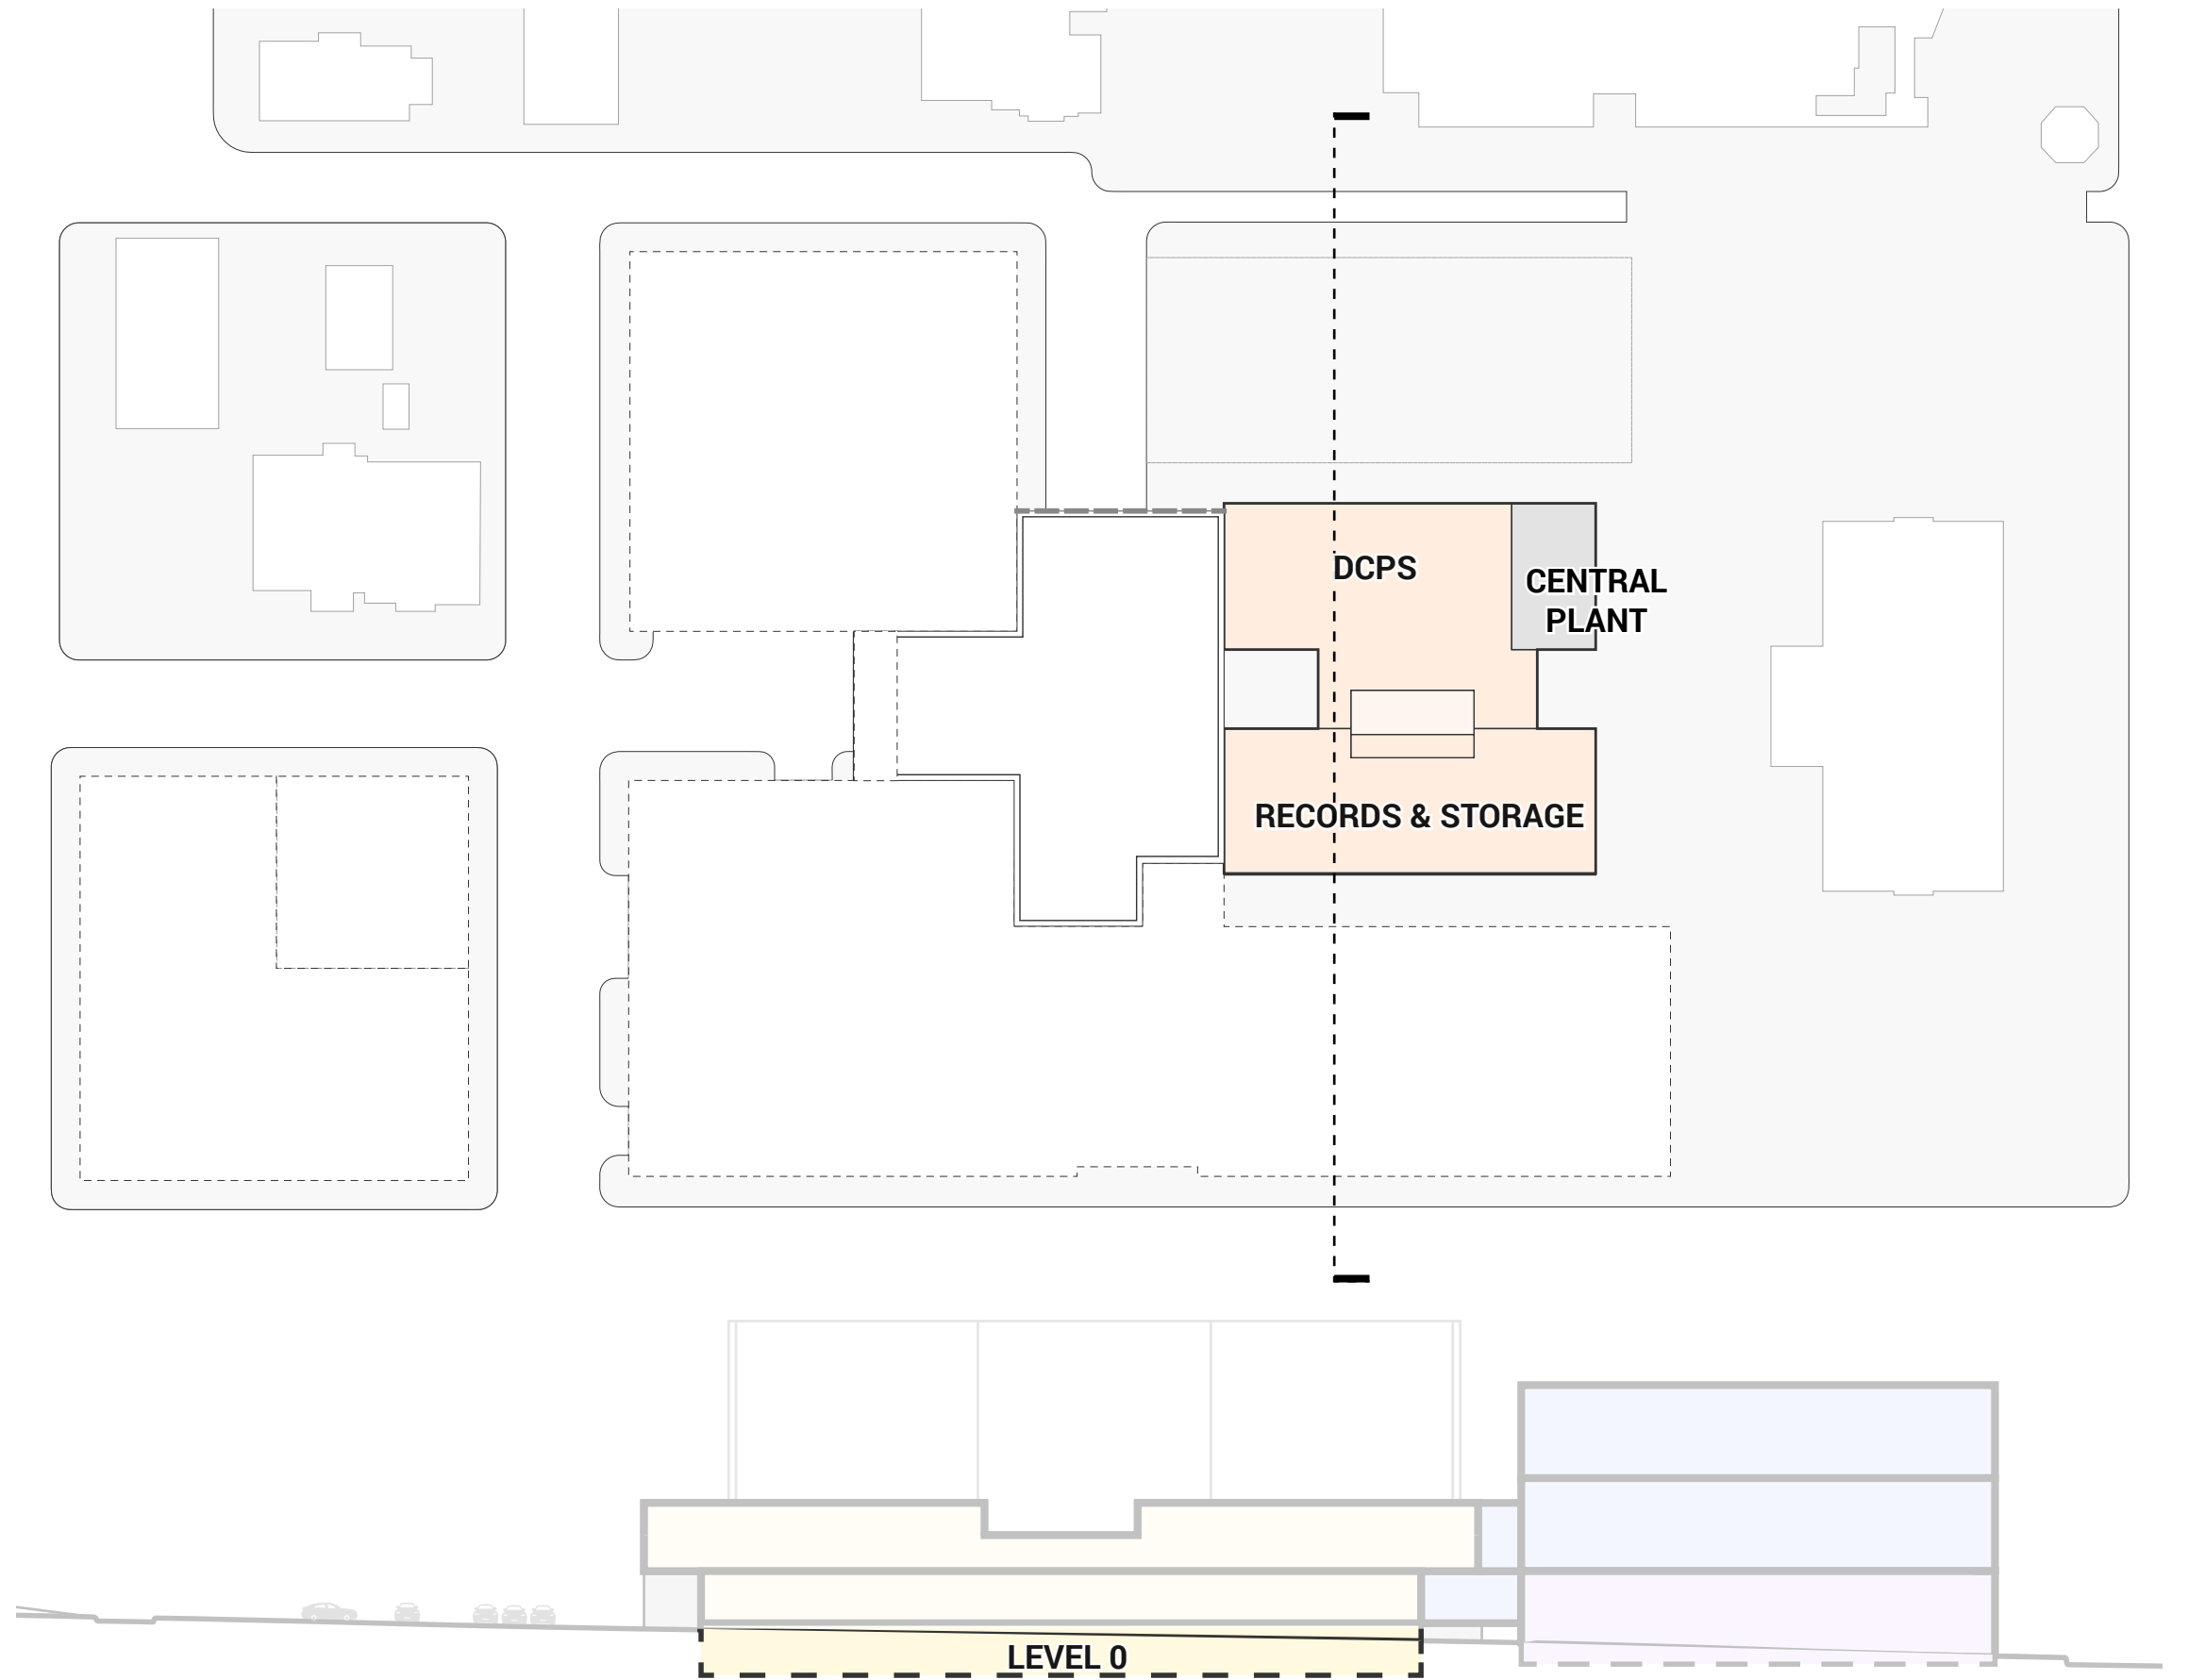 DCPS
CENTRAL
PLANT
RECORDS & STORAGE
LEVEL 0